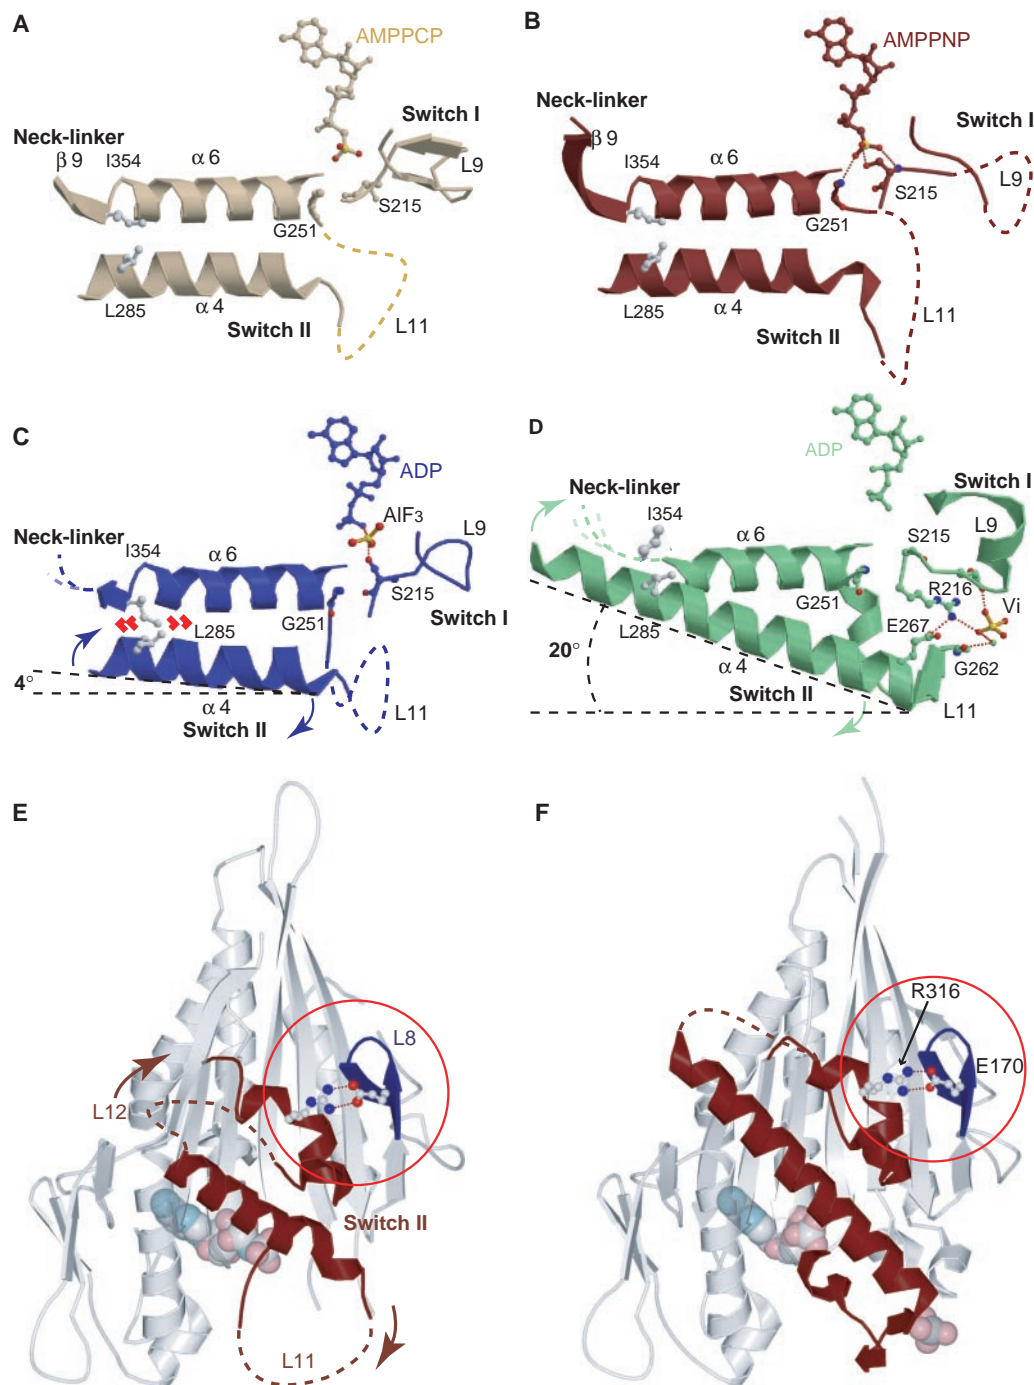 A
AMPPCP
Switch I
Neck-linker
β 9
I354
α 6
L9
S215
G251
L285
α 4
Switch II
L11
B
AMPPNP
Neck-linker
Switch I
β9
I354
α 6
L9
S215
G251
L285
α 4
L11
Switch II
C
ADP
AlF3
Neck-linker
L9
I354
α 6
S215
L285
G251
Switch I
4°
α 4
L11
Switch II
D
ADP
Switch I
Neck-linker
I354
L9
S215
α 6
G251
R216
Vi
L285
E267
20°
G262
α 4
Switch II
L11
E
L8
L12
Switch II
L11
F
R316
E170